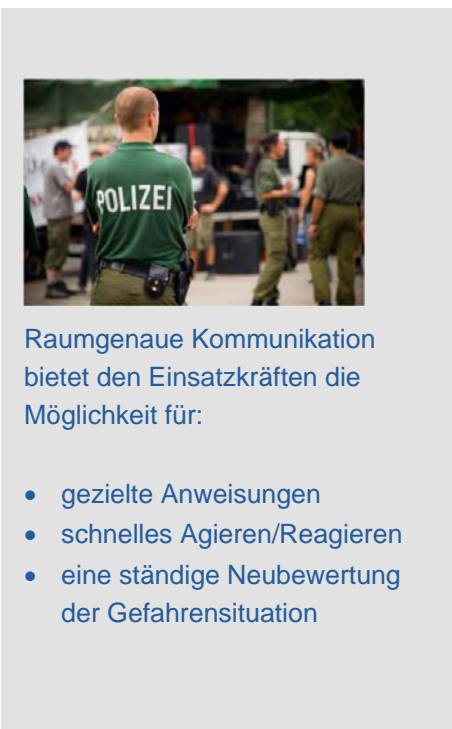 POLIZEI
Raumgenaue Kommunikation
bietet den Einsatzkräften die
Möglichkeit für:
• gezielte Anweisungen
• schnelles Agieren/Reagieren
• eine ständige Neubewertung
der Gefahrensituation